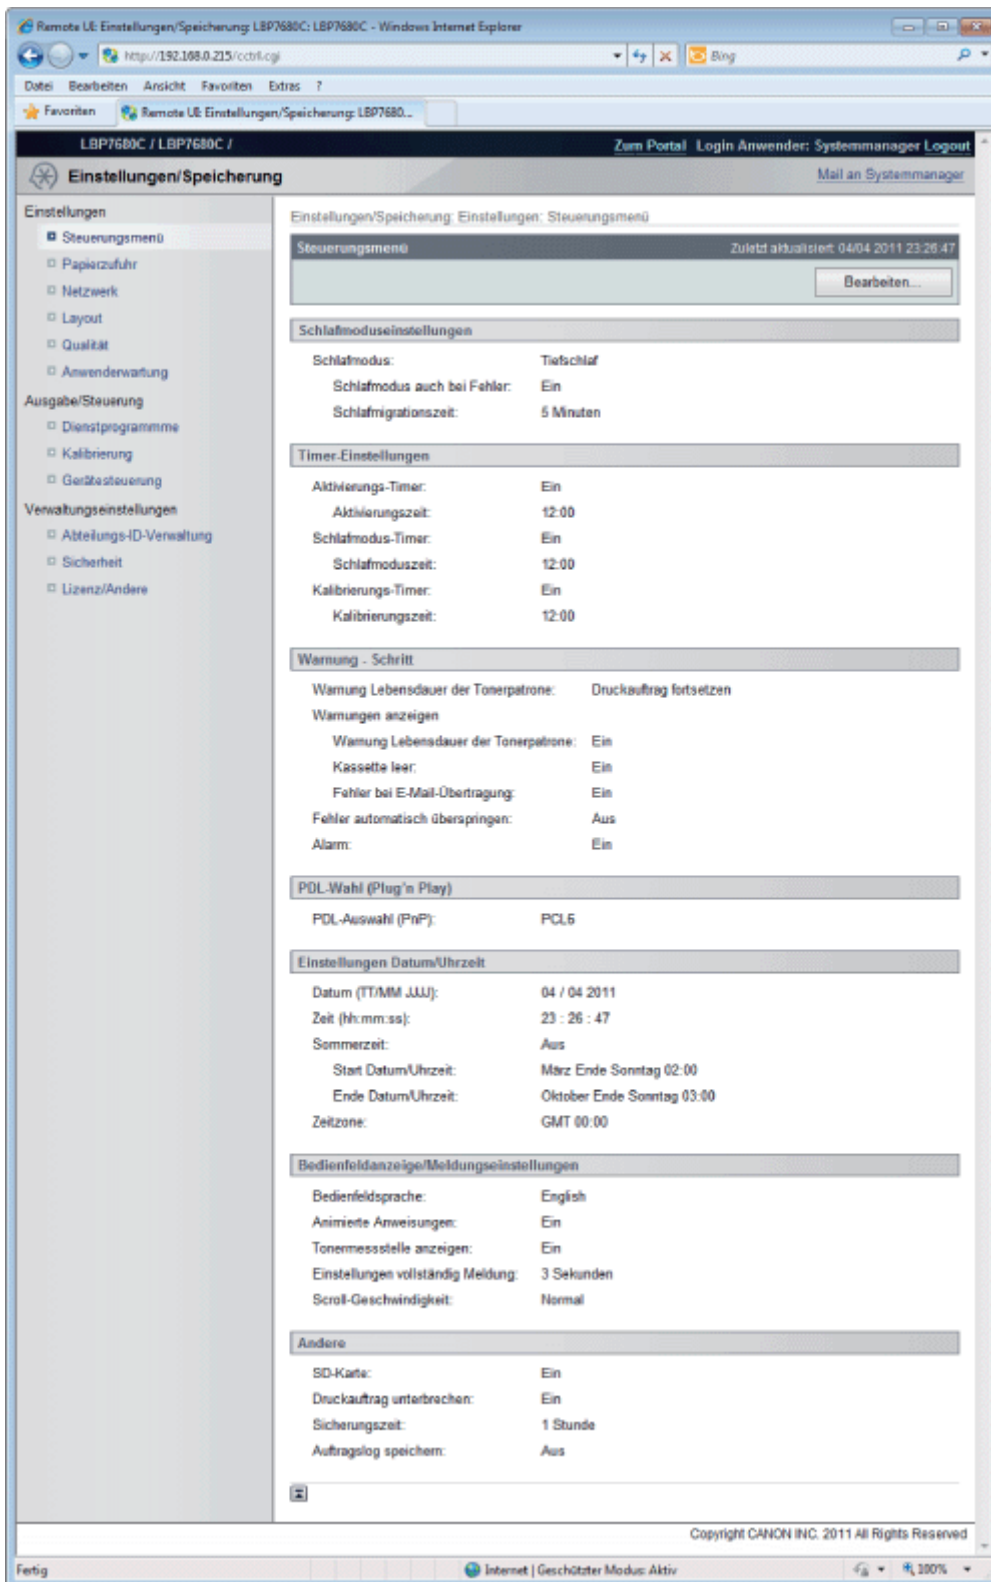 Remote UI: Einstellungen/Speicherung: LBP7680C: LBP7680C - Windows Internet Explorer
http://192.168.0.215/cctrl.cgi
Bing
Datei Bearbeiten Ansicht Favoriten Extras ?
Favoriten Remote UI: Einstellungen/Speicherung: LBP7680...
LBP7680C / LBP7680C / Zum Portal Login Anwender: Systemmanager Logout
Einstellungen/Speicherung Mail an Systemmanager
Einstellungen
Steuerungsmenü
Papierzufuhr
Netzwerk
Layout
Qualität
Anwenderwartung
Ausgabe/Steuerung
Dienstprogrammme
Kalibrierung
Gerätesteuerung
Verwaltungseinstellungen
Abteilungs-ID-Verwaltung
Sicherheit
Lizenz/Andere
Einstellungen/Speicherung: Einstellungen: Steuerungsmenü
Steuerungsmenü Zuletzt aktualisiert: 04/04 2011 23:26:47
Bearbeiten...
Schlafmoduseinstellungen
Schlafmodus: Tiefschlaf
Schlafmodus auch bei Fehler: Ein
Schlafmigrationszeit: 5 Minuten
Timer-Einstellungen
Aktivierungs-Timer: Ein
Aktivierungszeit: 12:00
Schlafmodus-Timer: Ein
Schlafmoduszeit: 12:00
Kalibrierungs-Timer: Ein
Kalibrierungszeit: 12:00
Warnung - Schritt
Warnung Lebensdauer der Tonerpatrone: Druckauftrag fortsetzen
Warnungen anzeigen
Warnung Lebensdauer der Tonerpatrone: Ein
Kassette leer: Ein
Fehler bei E-Mail-Übertragung: Ein
Fehler automatisch überspringen: Aus
Alarm: Ein
PDL-Wahl (Plug'n Play)
PDL-Auswahl (PnP): PCL6
Einstellungen Datum/Uhrzeit
Datum (TT/MM JJJJ): 04 / 04 2011
Zeit (hh:mm:ss): 23 : 26 : 47
Sommerzeit: Aus
Start Datum/Uhrzeit: März Ende Sonntag 02:00
Ende Datum/Uhrzeit: Oktober Ende Sonntag 03:00
Zeitzone: GMT 00:00
Bedienfeldanzeige/Meldungseinstellungen
Bedienfeldsprache: English
Animierte Anweisungen: Ein
Tonermessstelle anzeigen: Ein
Einstellungen vollständig Meldung: 3 Sekunden
Scroll-Geschwindigkeit: Normal
Andere
SD-Karte: Ein
Druckauftrag unterbrechen: Ein
Sicherungszeit: 1 Stunde
Auftragslog speichern: Aus
Copyright CANON INC. 2011 All Rights Reserved
Fertig Internet | Geschützter Modus: Aktiv 100%